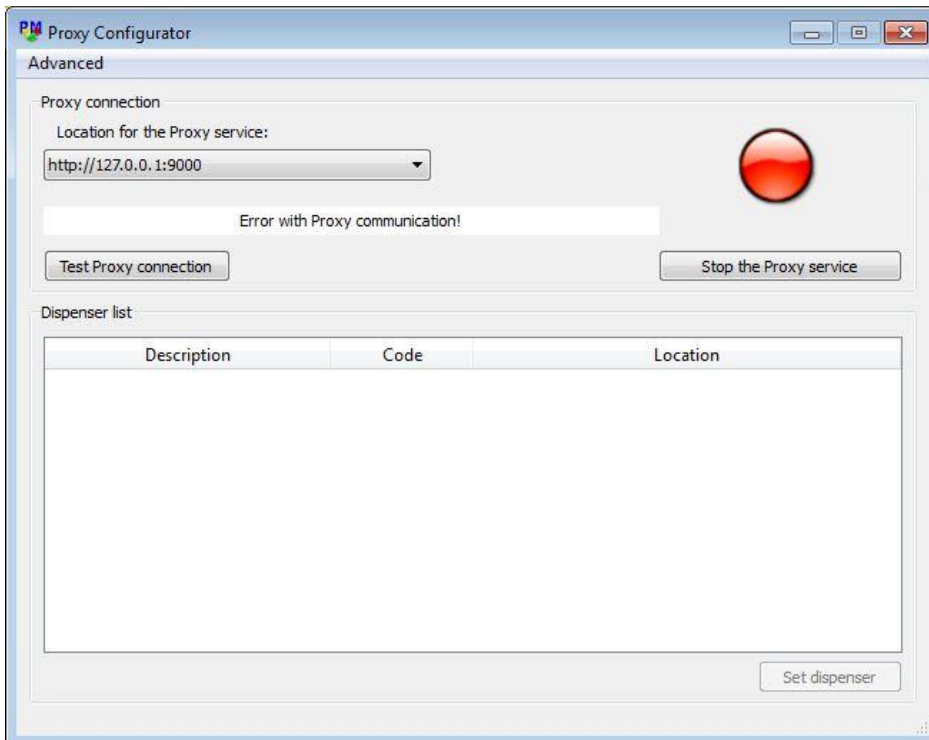 PM Proxy Configurator
Advanced
Proxy connection
Location for the Proxy service:
http://127.0.0.1:9000
Error with Proxy communication!
Test Proxy connection
Stop the Proxy service
Dispenser list
Description Code Location
Set dispenser